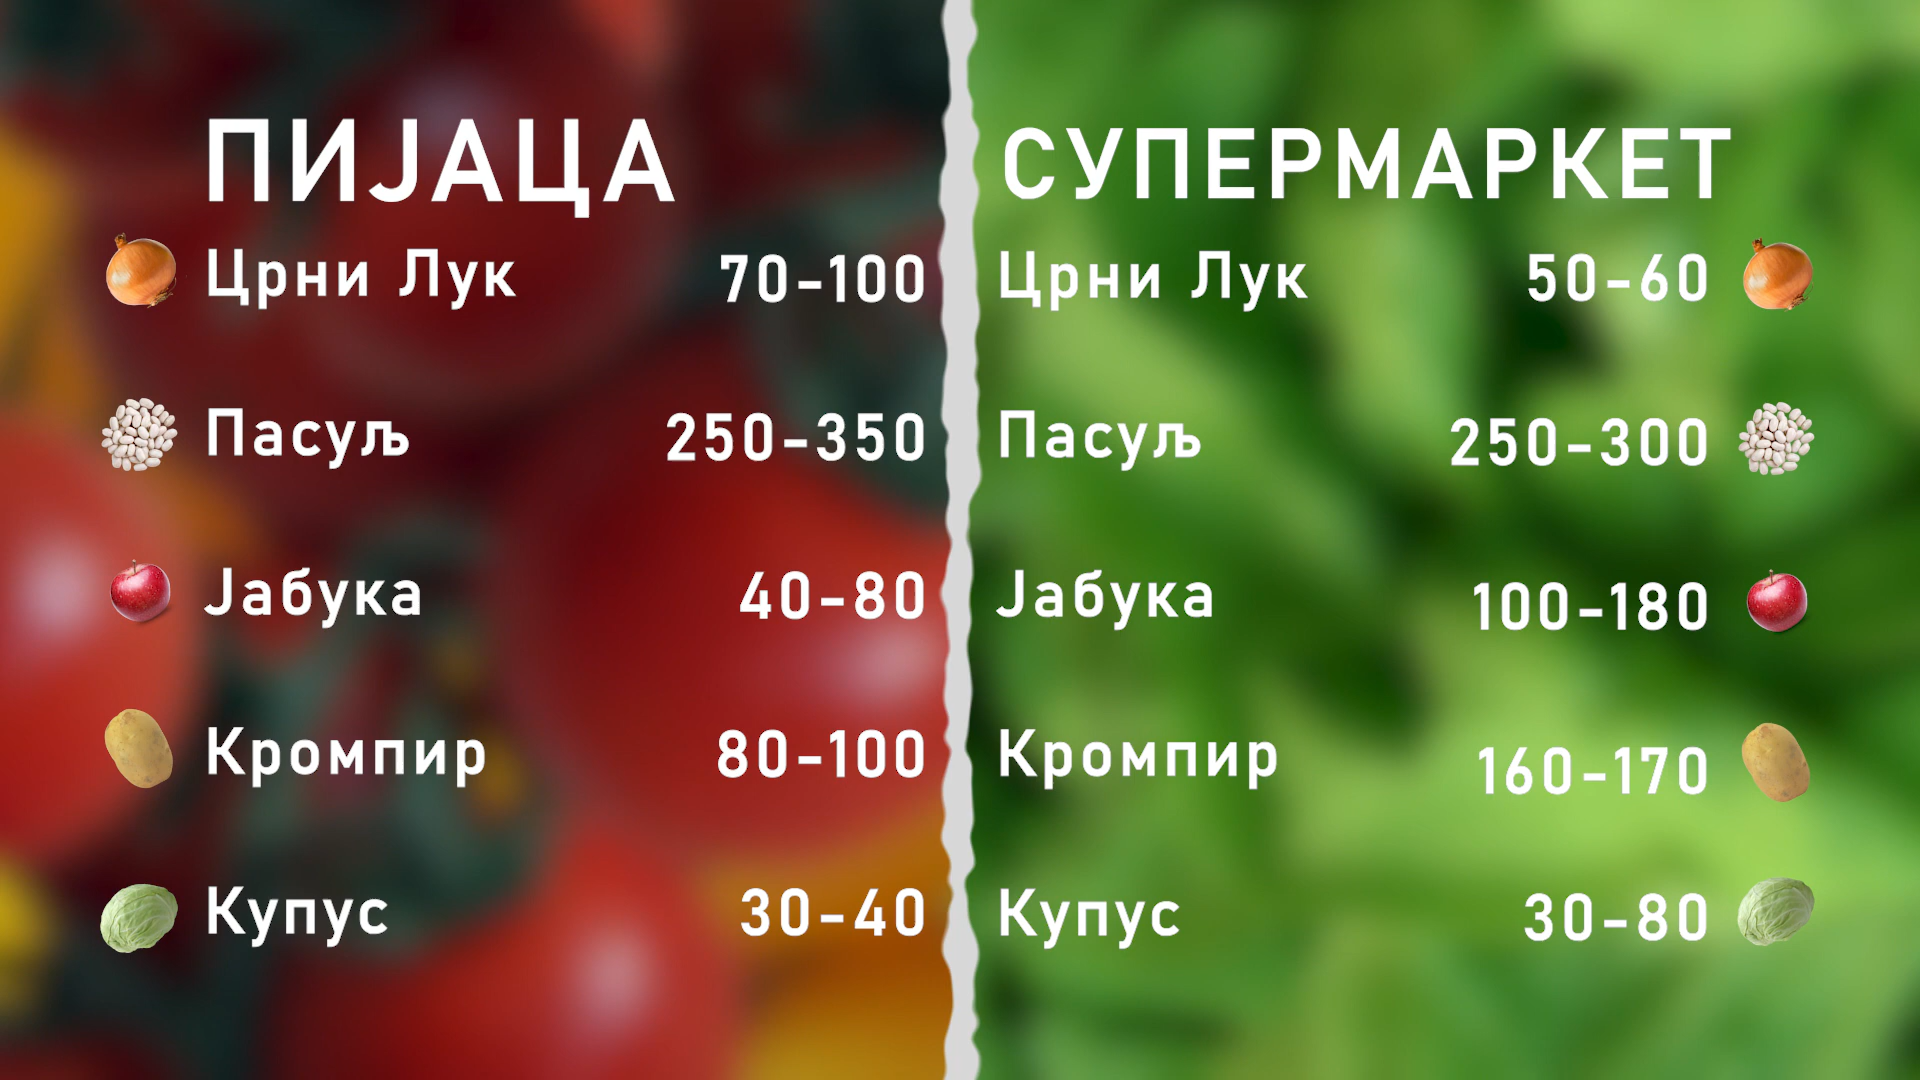 ПИЈАЦА
Црни Лук 70-100
Пасуљ 250-350
Јабука 40-80
Кромпир 80-100
Купус 30-40
СУПЕРМАРКЕТ
Црни Лук 50-60
Пасуљ 250-300
Јабука 100-180
Кромпир 160-170
Купус 30-80